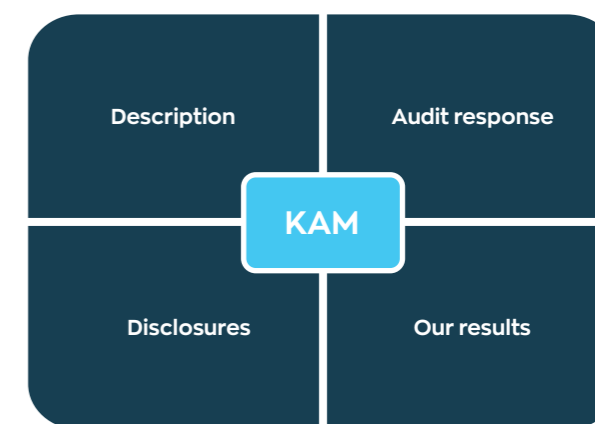 Description
Audit response
KAM
Disclosures
Our results